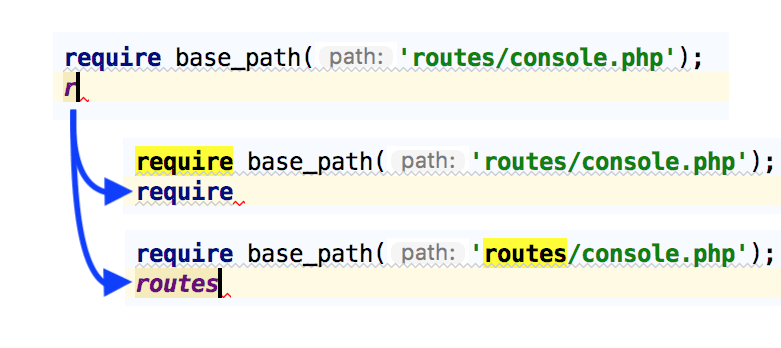 require base_path( path: 'routes/console.php');
r
require base_path( path: 'routes/console.php');
require
require base_path( path: 'routes/console.php');
routes